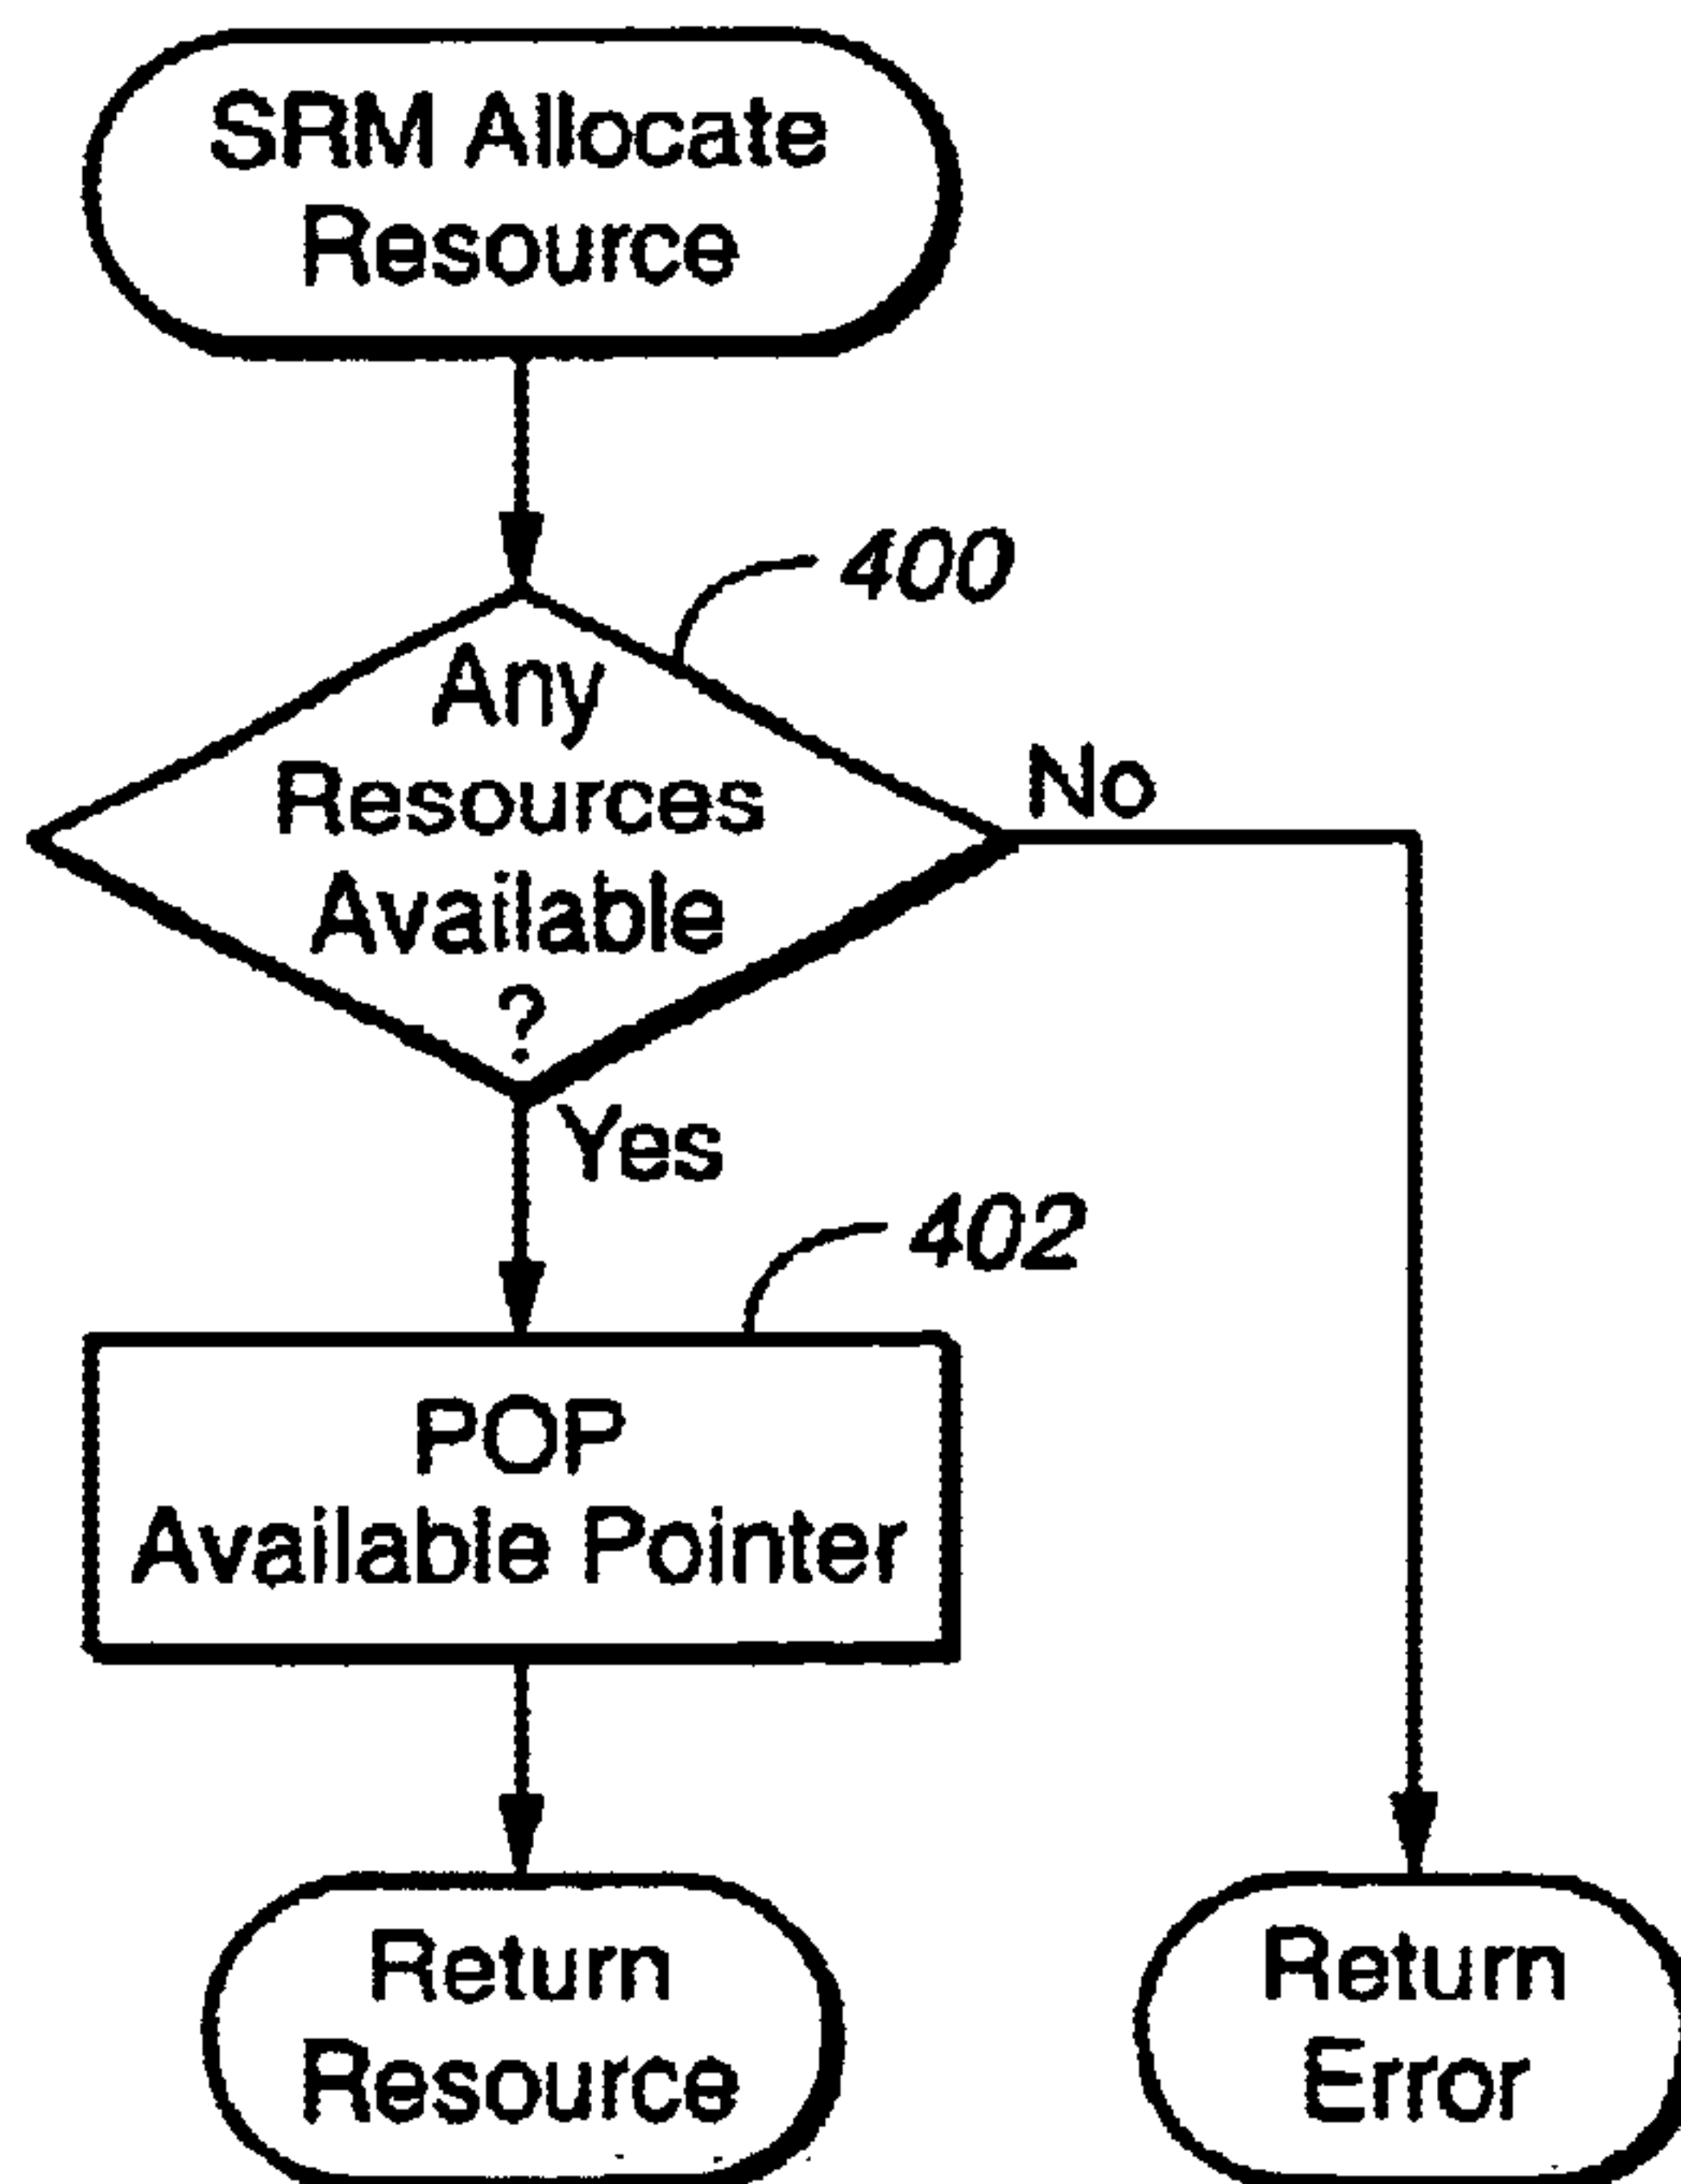 SRM Allocate
Resource
400
Any
Resources
Available
?
No
Yes
402
POP
Available Pointer
Return
Resource
Return
Error